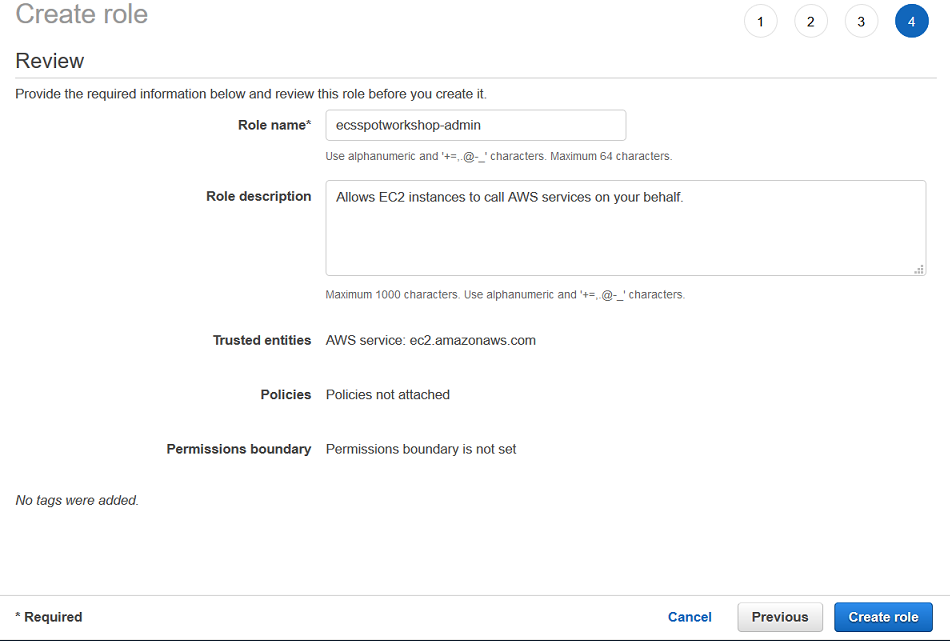 Create role
1 2 3 4
Review
Provide the required information below and review this role before you create it.
Role name* ecsspotworkshop-admin
Use alphanumeric and '+=,.@-_' characters. Maximum 64 characters.
Role description Allows EC2 instances to call AWS services on your behalf.
Maximum 1000 characters. Use alphanumeric and '+=,.@-_' characters.
Trusted entities AWS service: ec2.amazonaws.com
Policies Policies not attached
Permissions boundary Permissions boundary is not set
No tags were added.
* Required Cancel Previous Create role